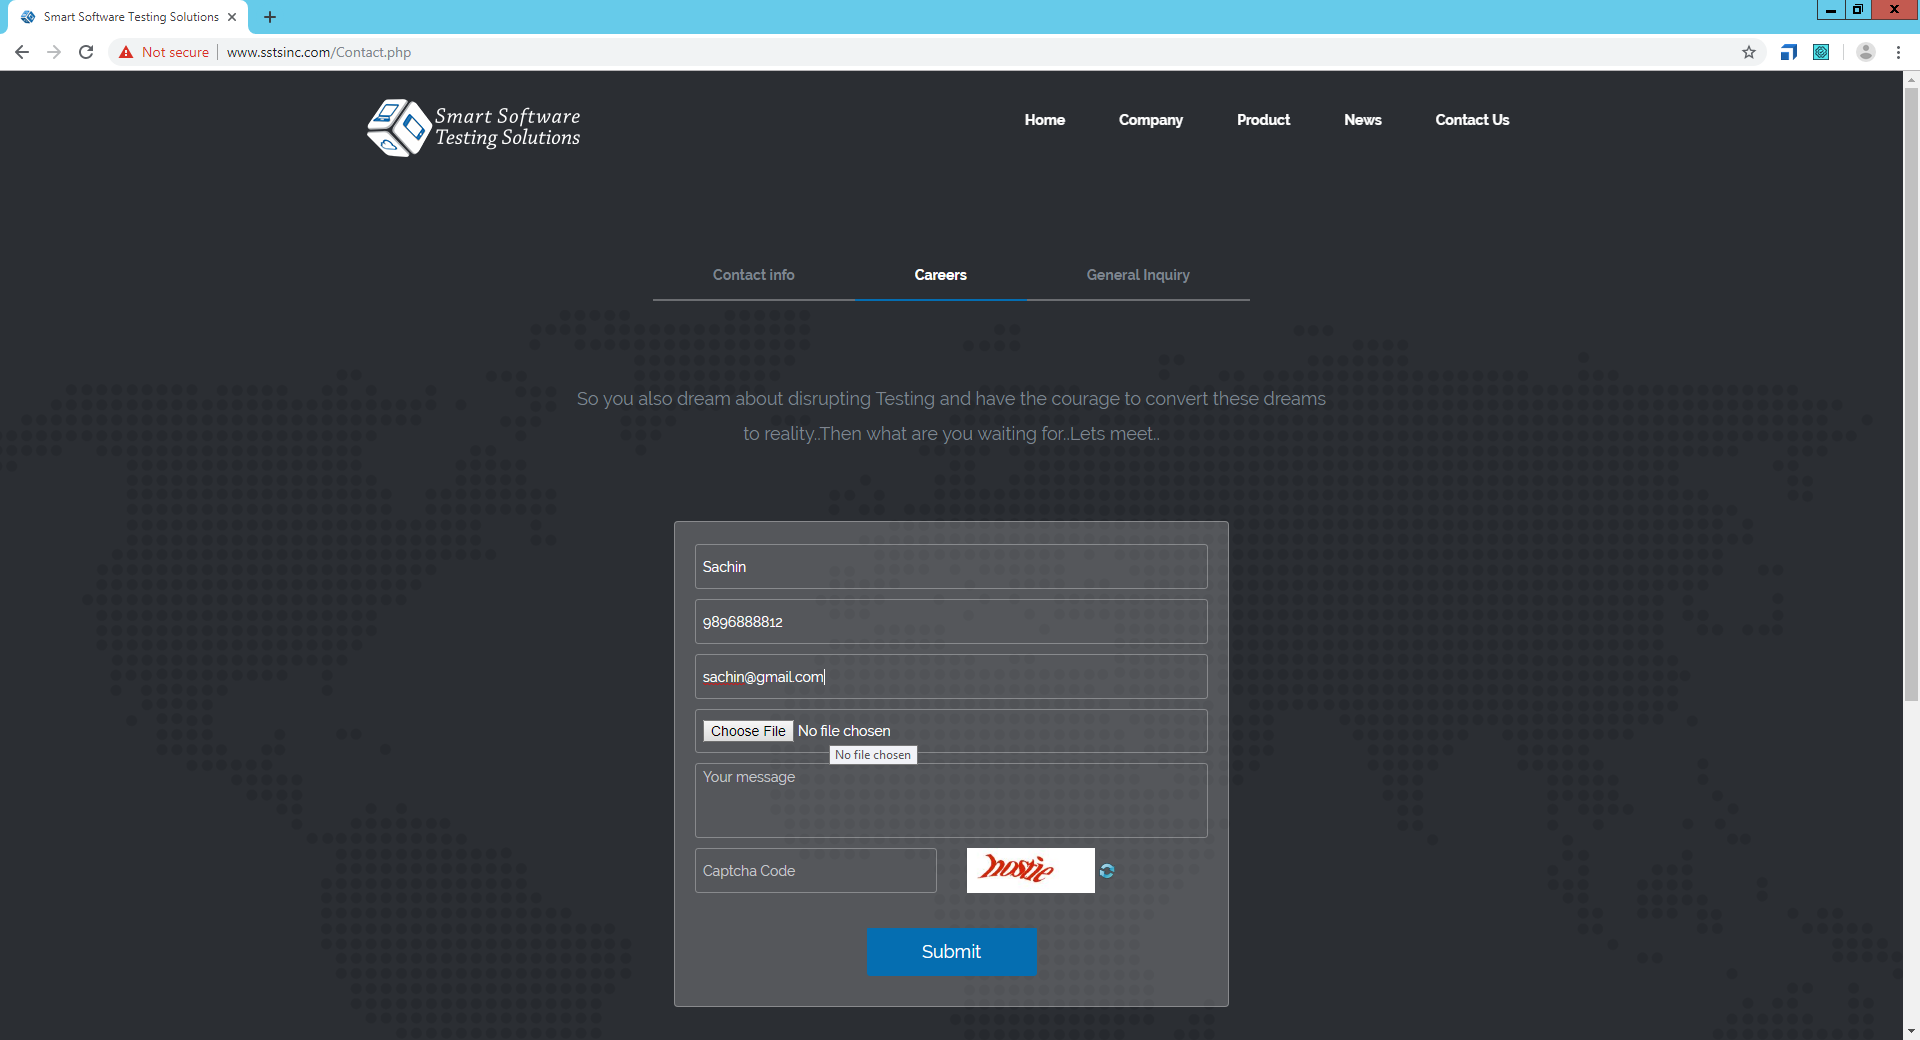 Smart Software Testing Solutions
Not secure
www.sstsinc.com/Contact.php
Smart Software
Testing Solutions
Home
Company
Product
News
Contact Us
Contact info
Careers
General Inquiry
So you also dream about disrupting Testing and have the courage to convert these dreams
to reality..Then what are you waiting for..Lets meet..
Sachin
9896888812
sachin@gmail.com
Choose File No file chosen
No file chosen
Your message
Captcha Code
hostie
Submit